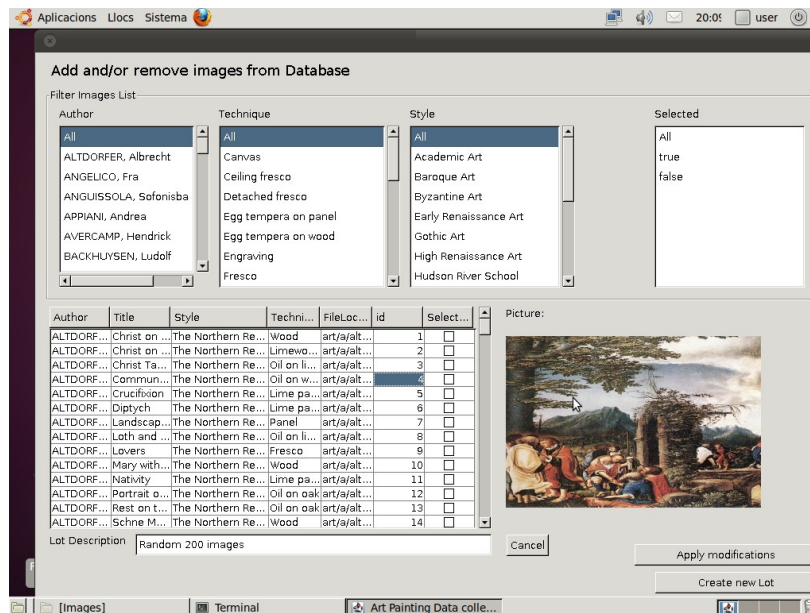 Aplicacions Llocs Sistema 20:09 user
Add and/or remove images from Database
Filter Images List
Author Technique Style Selected
All All All All
ALTDORFER, Albrecht Canvas Academic Art true
ANGELICO, Fra Ceiling fresco Baroque Art false
ANGUISSOLA, Sofonisba Detached fresco Byzantine Art
APPIANI, Andrea Egg tempera on panel Early Renaissance Art
AVERCAMP, Hendrick Egg tempera on wood Gothic Art
BACKHUYSEN, Ludolf Engraving High Renaissance Art
Fresco Hudson River School
Author Title Style Techni... FileLoc... id Select... Picture:
ALTDORF... Christ on ... The Northern Re... Wood art/a/alt... 1
ALTDORF... Christ on ... The Northern Re... Limewo... art/a/alt... 2
ALTDORF... Christ Ta... The Northern Re... Oil on li... art/a/alt... 3
ALTDORF... Commun... The Northern Re... Oil on w... art/a/alt... 4
ALTDORF... Crucifixion The Northern Re... Lime pa... art/a/alt... 5
ALTDORF... Diptych The Northern Re... Lime pa... art/a/alt... 6
ALTDORF... Landscap... The Northern Re... Panel art/a/alt... 7
ALTDORF... Loth and ... The Northern Re... Oil on li... art/a/alt... 8
ALTDORF... Lovers The Northern Re... Fresco art/a/alt... 9
ALTDORF... Mary with... The Northern Re... Wood art/a/alt... 10
ALTDORF... Nativity The Northern Re... Lime pa... art/a/alt... 11
ALTDORF... Portrait o... The Northern Re... Oil on oak art/a/alt... 12
ALTDORF... Rest on t... The Northern Re... Oil on oak art/a/alt... 13
ALTDORF... Schne M... The Northern Re... Wood art/a/alt... 14
Lot Description Random 200 images Cancel
Apply modifications
Create new Lot
[Images] Terminal Art Painting Data colle...